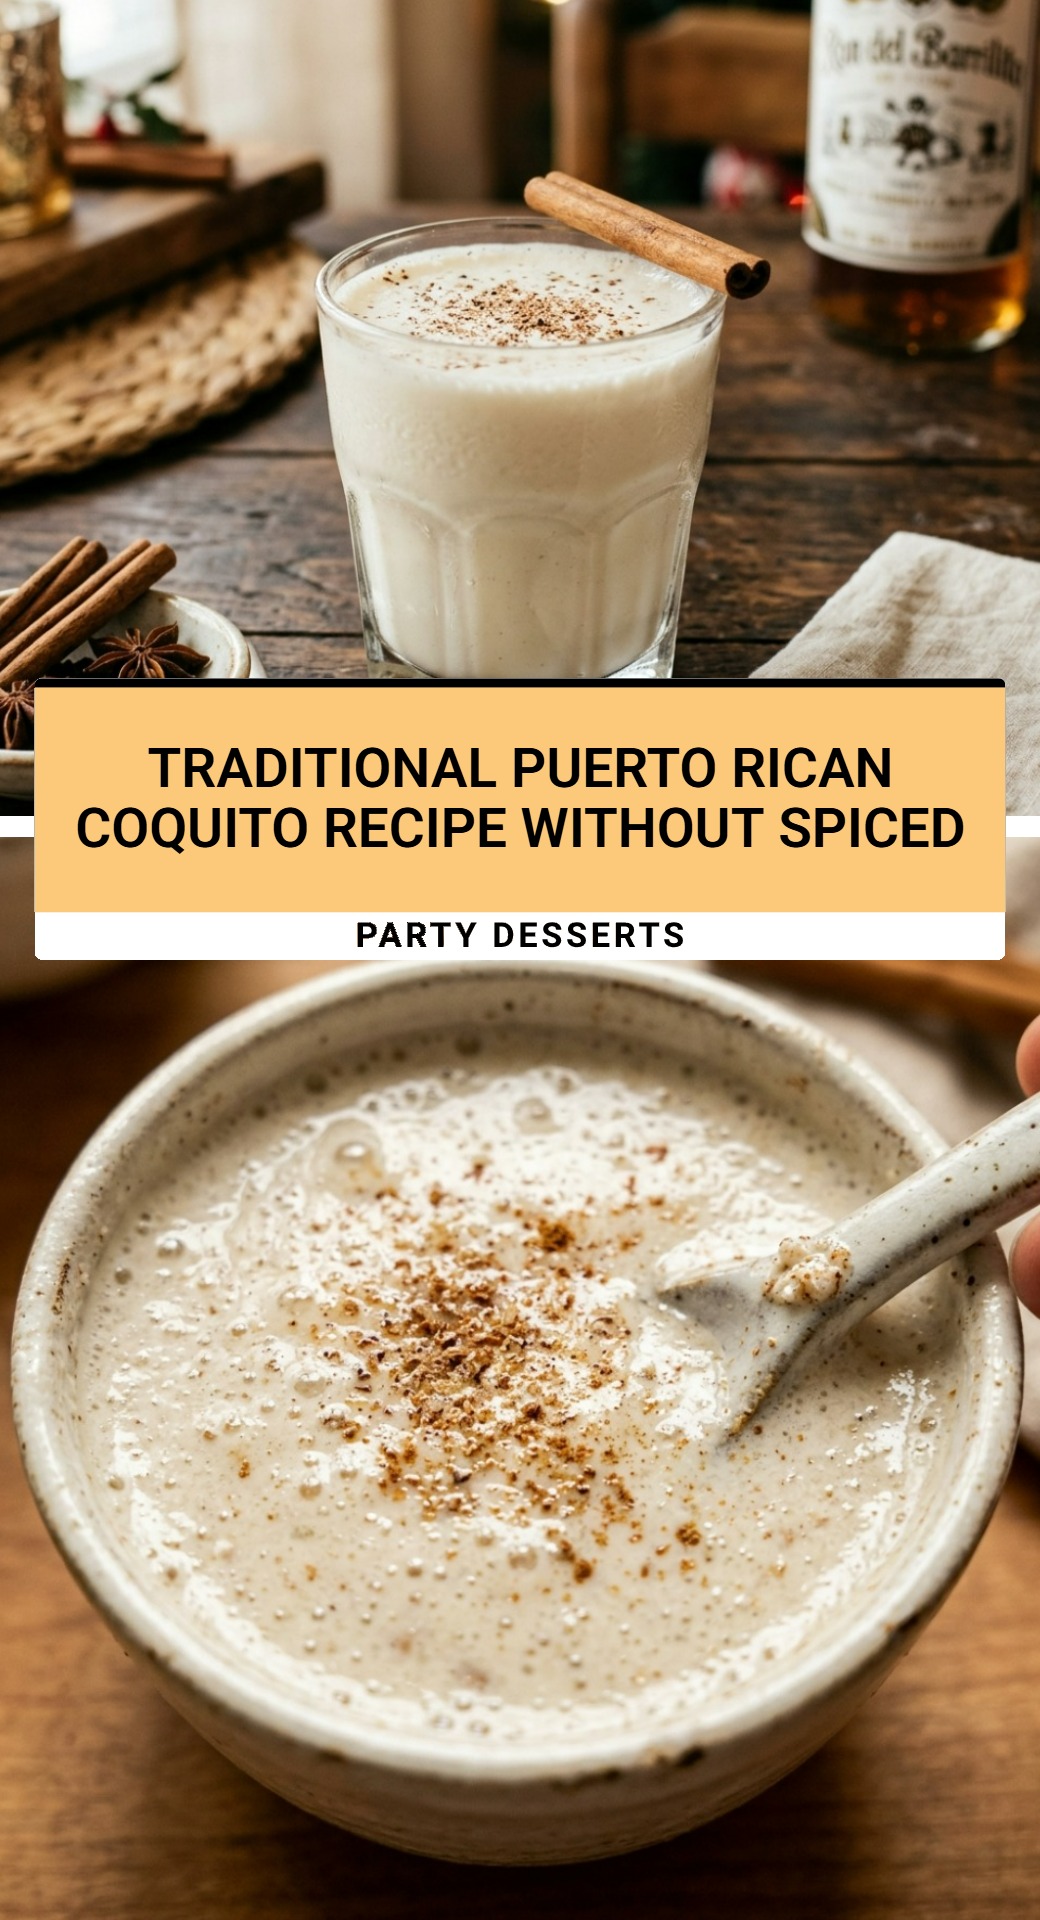 Ron del Barrilito
TRADITIONAL PUERTO RICAN
COQUITO RECIPE WITHOUT SPICED
PARTY DESSERTS